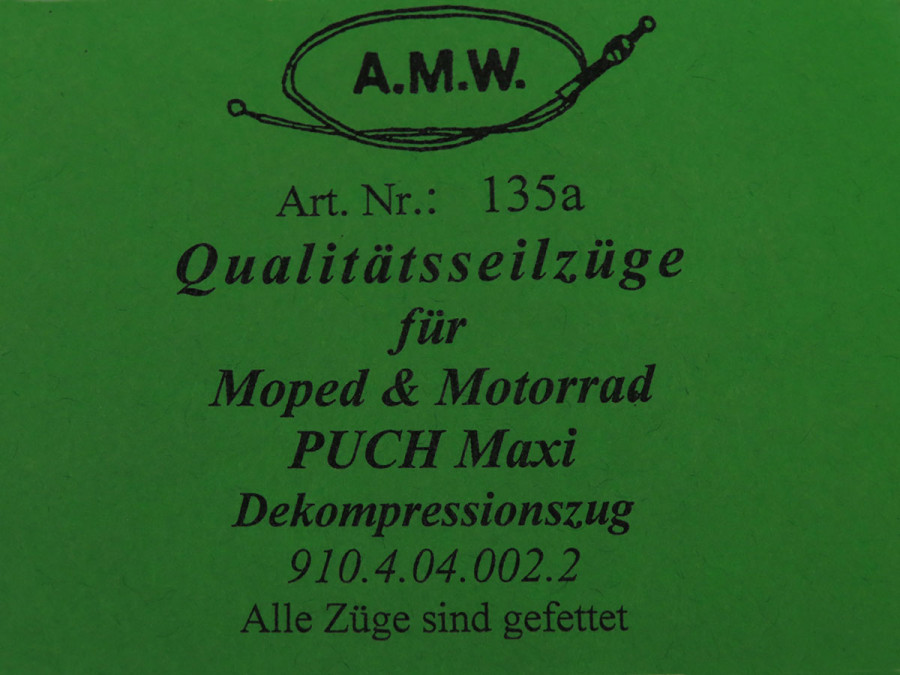 A.M.W.
Art. Nr.: 135a
Qualitätsseilzüge
für
Moped & Motorrad
PUCH Maxi
Dekompressionszug
910.4.04.002.2
Alle Züge sind gefettet